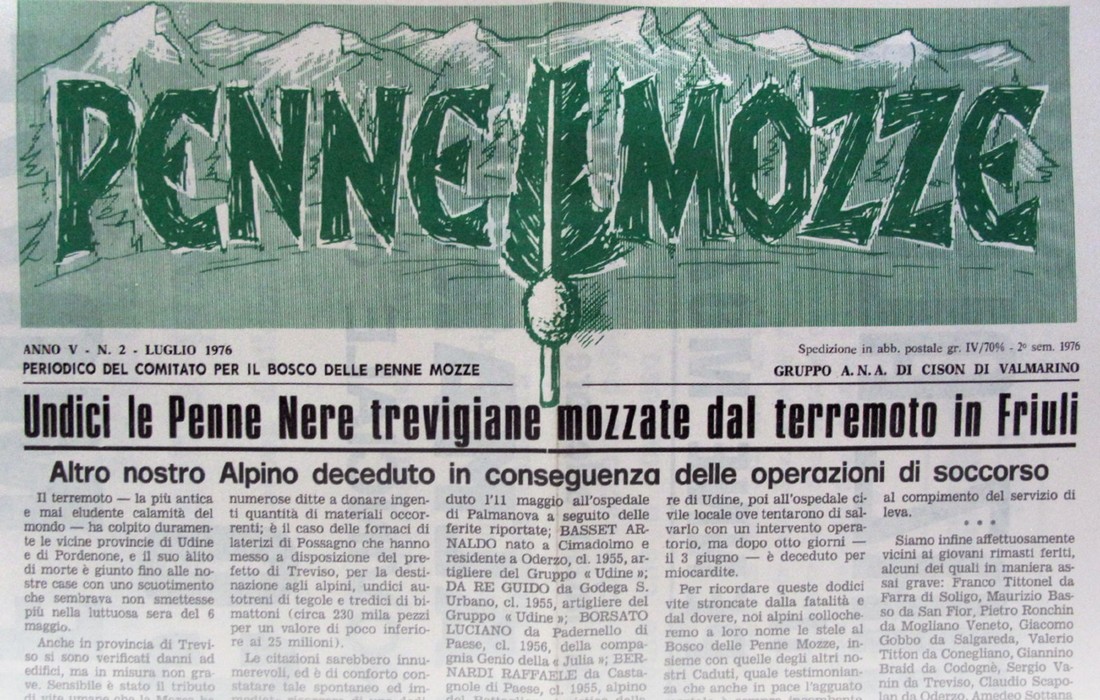 PENNE MOZZE
ANNO V - N. 2 - LUGLIO 1976
Spedizione in abb. postale gr. IV/70% - 2º sem. 1976
PERIODICO DEL COMITATO PER IL BOSCO DELLE PENNE MOZZE
GRUPPO A.N.A. DI CISON DI VALMARINO
Undici le Penne Nere trevigiane mozzate dal terremoto in Friuli
Altro nostro Alpino deceduto in conseguenza delle operazioni di soccorso
Il terremoto — la più antica
e mai eludente calamità del
mondo — ha colpito duramen-
te le vicine provincie di Udine
e di Pordenone, e il suo àlito
di morte è giunto fino alle no-
stre case con uno scuotimento
che sembrava non smettesse
più nella luttuosa sera del 6
maggio.
Anche in provincia di Trevi-
so si sono verificati danni ad
edifici, ma in misura non gra-
ve. Sensibile è stato il tributo
di vite umane che la Marca ha
numerose ditte a donare ingen-
ti quantità di materiali occor-
renti; è il caso delle fornaci di
laterizi di Possagno che hanno
messo a disposizione del pre-
fetto di Treviso, per la desti-
nazione agli alpini, undici au-
totreni di tegole e tredici di bi-
mattoni (circa 230 mila pezzi
per un valore di poco inferio-
re ai 25 milioni).
Le citazioni sarebbero innu-
merevoli, ed è di conforto con-
statare tale spontaneo ed im-
duto l'11 maggio all'ospedale
di Palmanova a seguito delle
ferite riportate; BASSET AR-
NALDO nato a Cimadolmo e
residente a Oderzo, cl. 1955, ar-
tigliere del Gruppo « Udine »;
DA RE GUIDO da Godega S.
Urbano, cl. 1955, artigliere del
Gruppo « Udine »; BORSATO
LUCIANO da Padernello di
Paese, cl. 1956, della compa-
gnia Genio della « Julia »; BER-
NARDI RAFFAELE da Casta-
gnole di Paese, cl. 1955, alpino
re di Udine, poi all'ospedale ci-
vile locale ove tentarono di sal-
varlo con un intervento opera-
torio, ma dopo otto giorni —
il 3 giugno — è deceduto per
miocardite.
Per ricordare queste dodici
vite stroncate dalla fatalità e
dal dovere, noi alpini colloche-
remo a loro nome le stele al
Bosco delle Penne Mozze, in-
sieme con quelle degli altri no-
stri Caduti, quale testimonian-
za che anche in pace l'agguato
al compimento del servizio di
leva.
* * *
Siamo infine affettuosamente
vicini ai giovani rimasti feriti,
alcuni dei quali in maniera as-
sai grave: Franco Tittonel da
Farra di Soligo, Maurizio Bas-
so da San Fior, Pietro Ronchin
da Mogliano Veneto, Giacomo
Gobbo da Salgareda, Valerio
Titton da Conegliano, Giannino
Braid da Codognè, Sergio Va-
nin da Treviso, Claudio Scapo-
lan da Oderzo, Amedeo Soldana